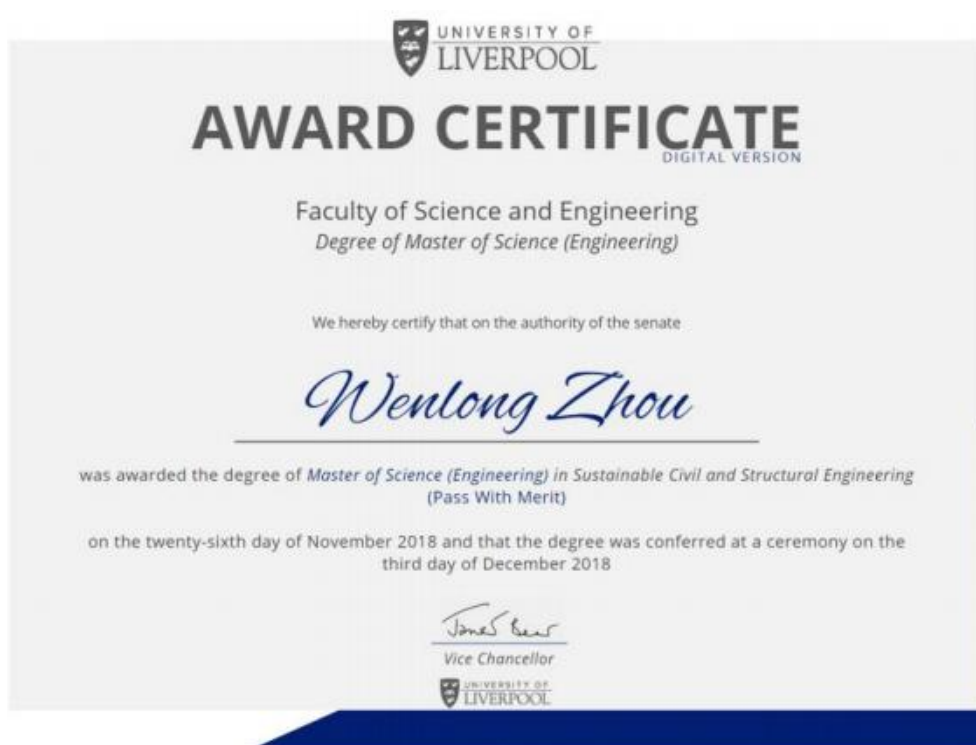 UNIVERSITY OF
LIVERPOOL
AWARD CERTIFICATE
DIGITAL VERSION
Faculty of Science and Engineering
Degree of Master of Science (Engineering)
We hereby certify that on the authority of the senate
Wenlong Zhou
was awarded the degree of Master of Science (Engineering) in Sustainable Civil and Structural Engineering
(Pass With Merit)
on the twenty-sixth day of November 2018 and that the degree was conferred at a ceremony on the
third day of December 2018
Vice Chancellor
UNIVERSITY OF
LIVERPOOL